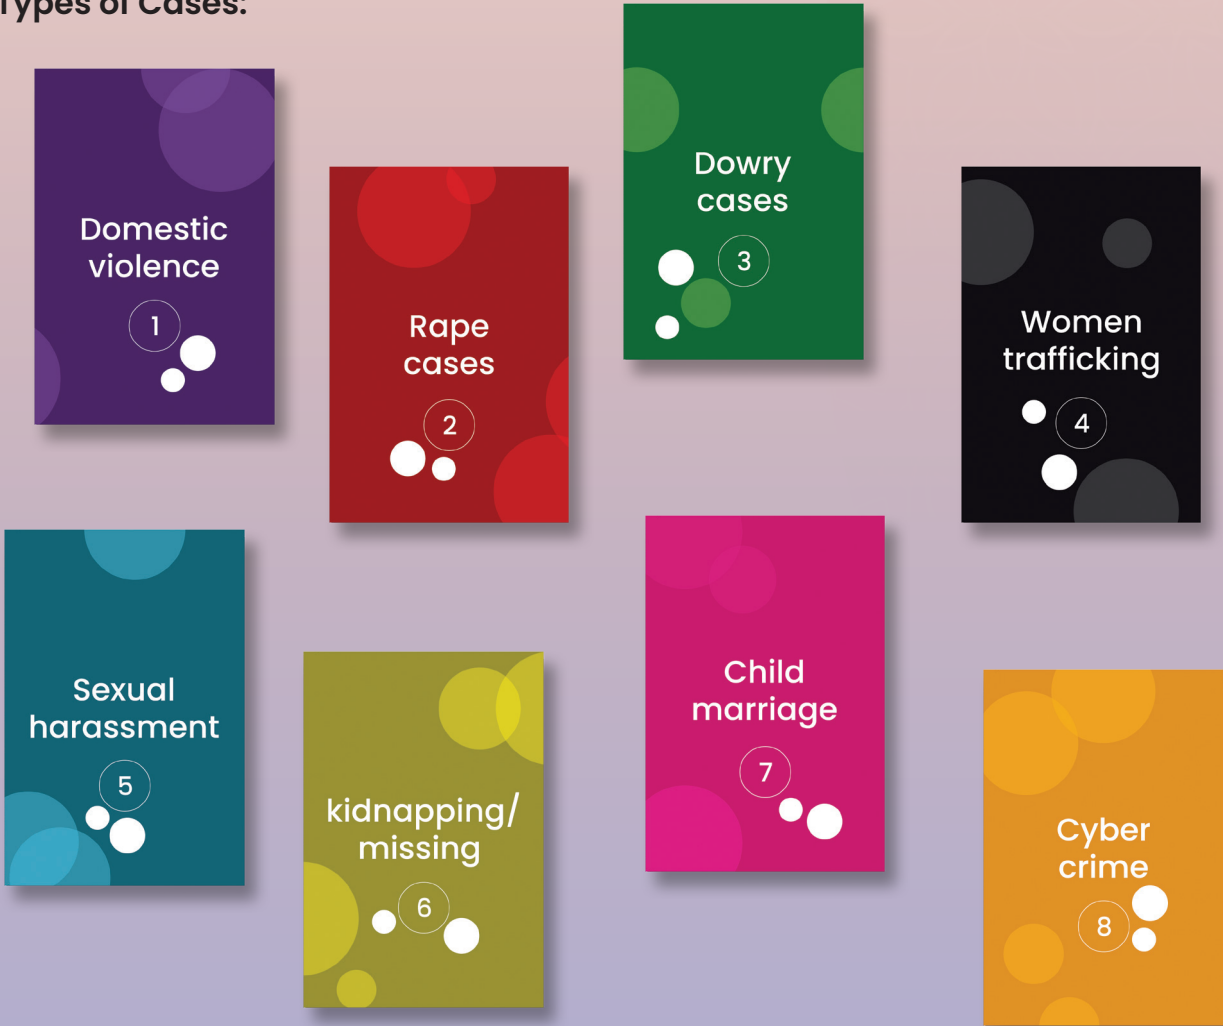 Types of Cases:
Domestic
violence
1
Rape
cases
2
Dowry
cases
3
Women
trafficking
4
Sexual
harassment
5
kidnapping/
missing
6
Child
marriage
7
Cyber
crime
8